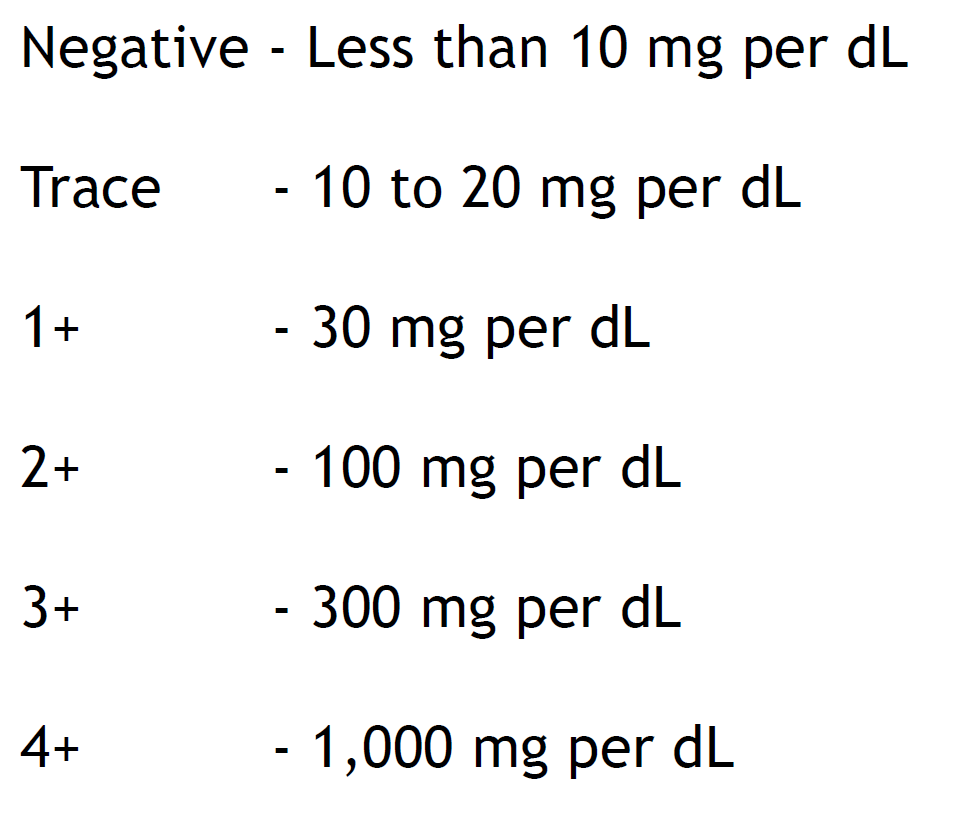 Negative - Less than 10 mg per dL
Trace - 10 to 20 mg per dL
1+ - 30 mg per dL
2+ - 100 mg per dL
3+ - 300 mg per dL
4+ - 1,000 mg per dL